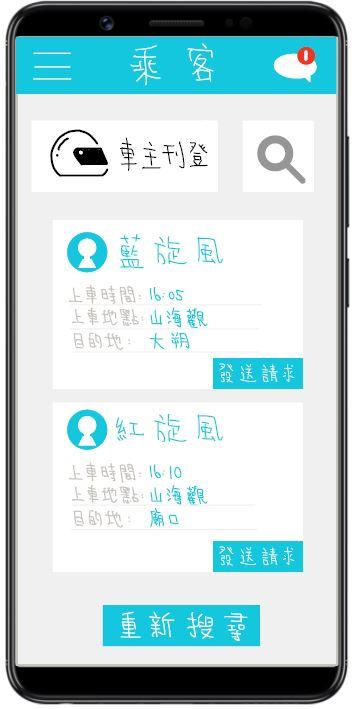 乘客
1
車主刊登
藍旋風
上車時間：16：05
上車地點：山海觀
目的地：大朔
發送請求
紅旋風
上車時間：16：10
上車地點：山海觀
目的地：廟口
發送請求
重新搜尋